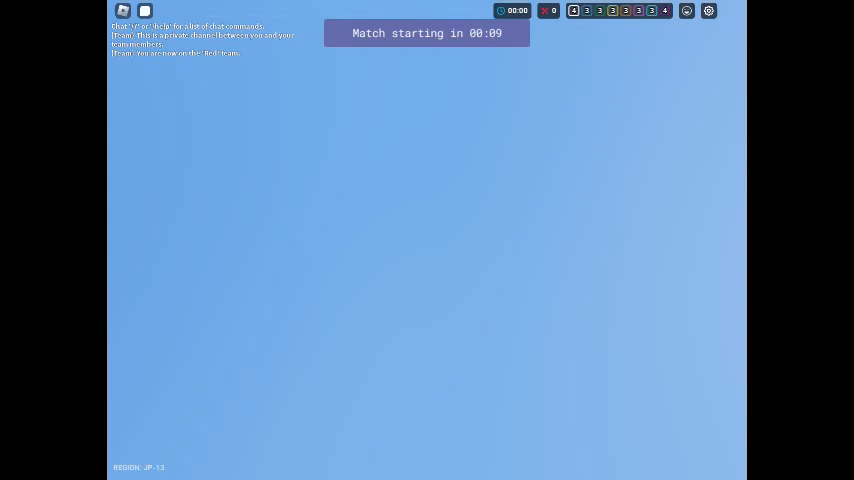 Chat '/?' or '/help' for a list of chat commands.
[Team] This is a private channel between you and your
team members.
[Team] You are now on the 'Red' team.
00:00
0
4 3 3 3 3 3 3 4
Match starting in 00:09
REGION: JP-13